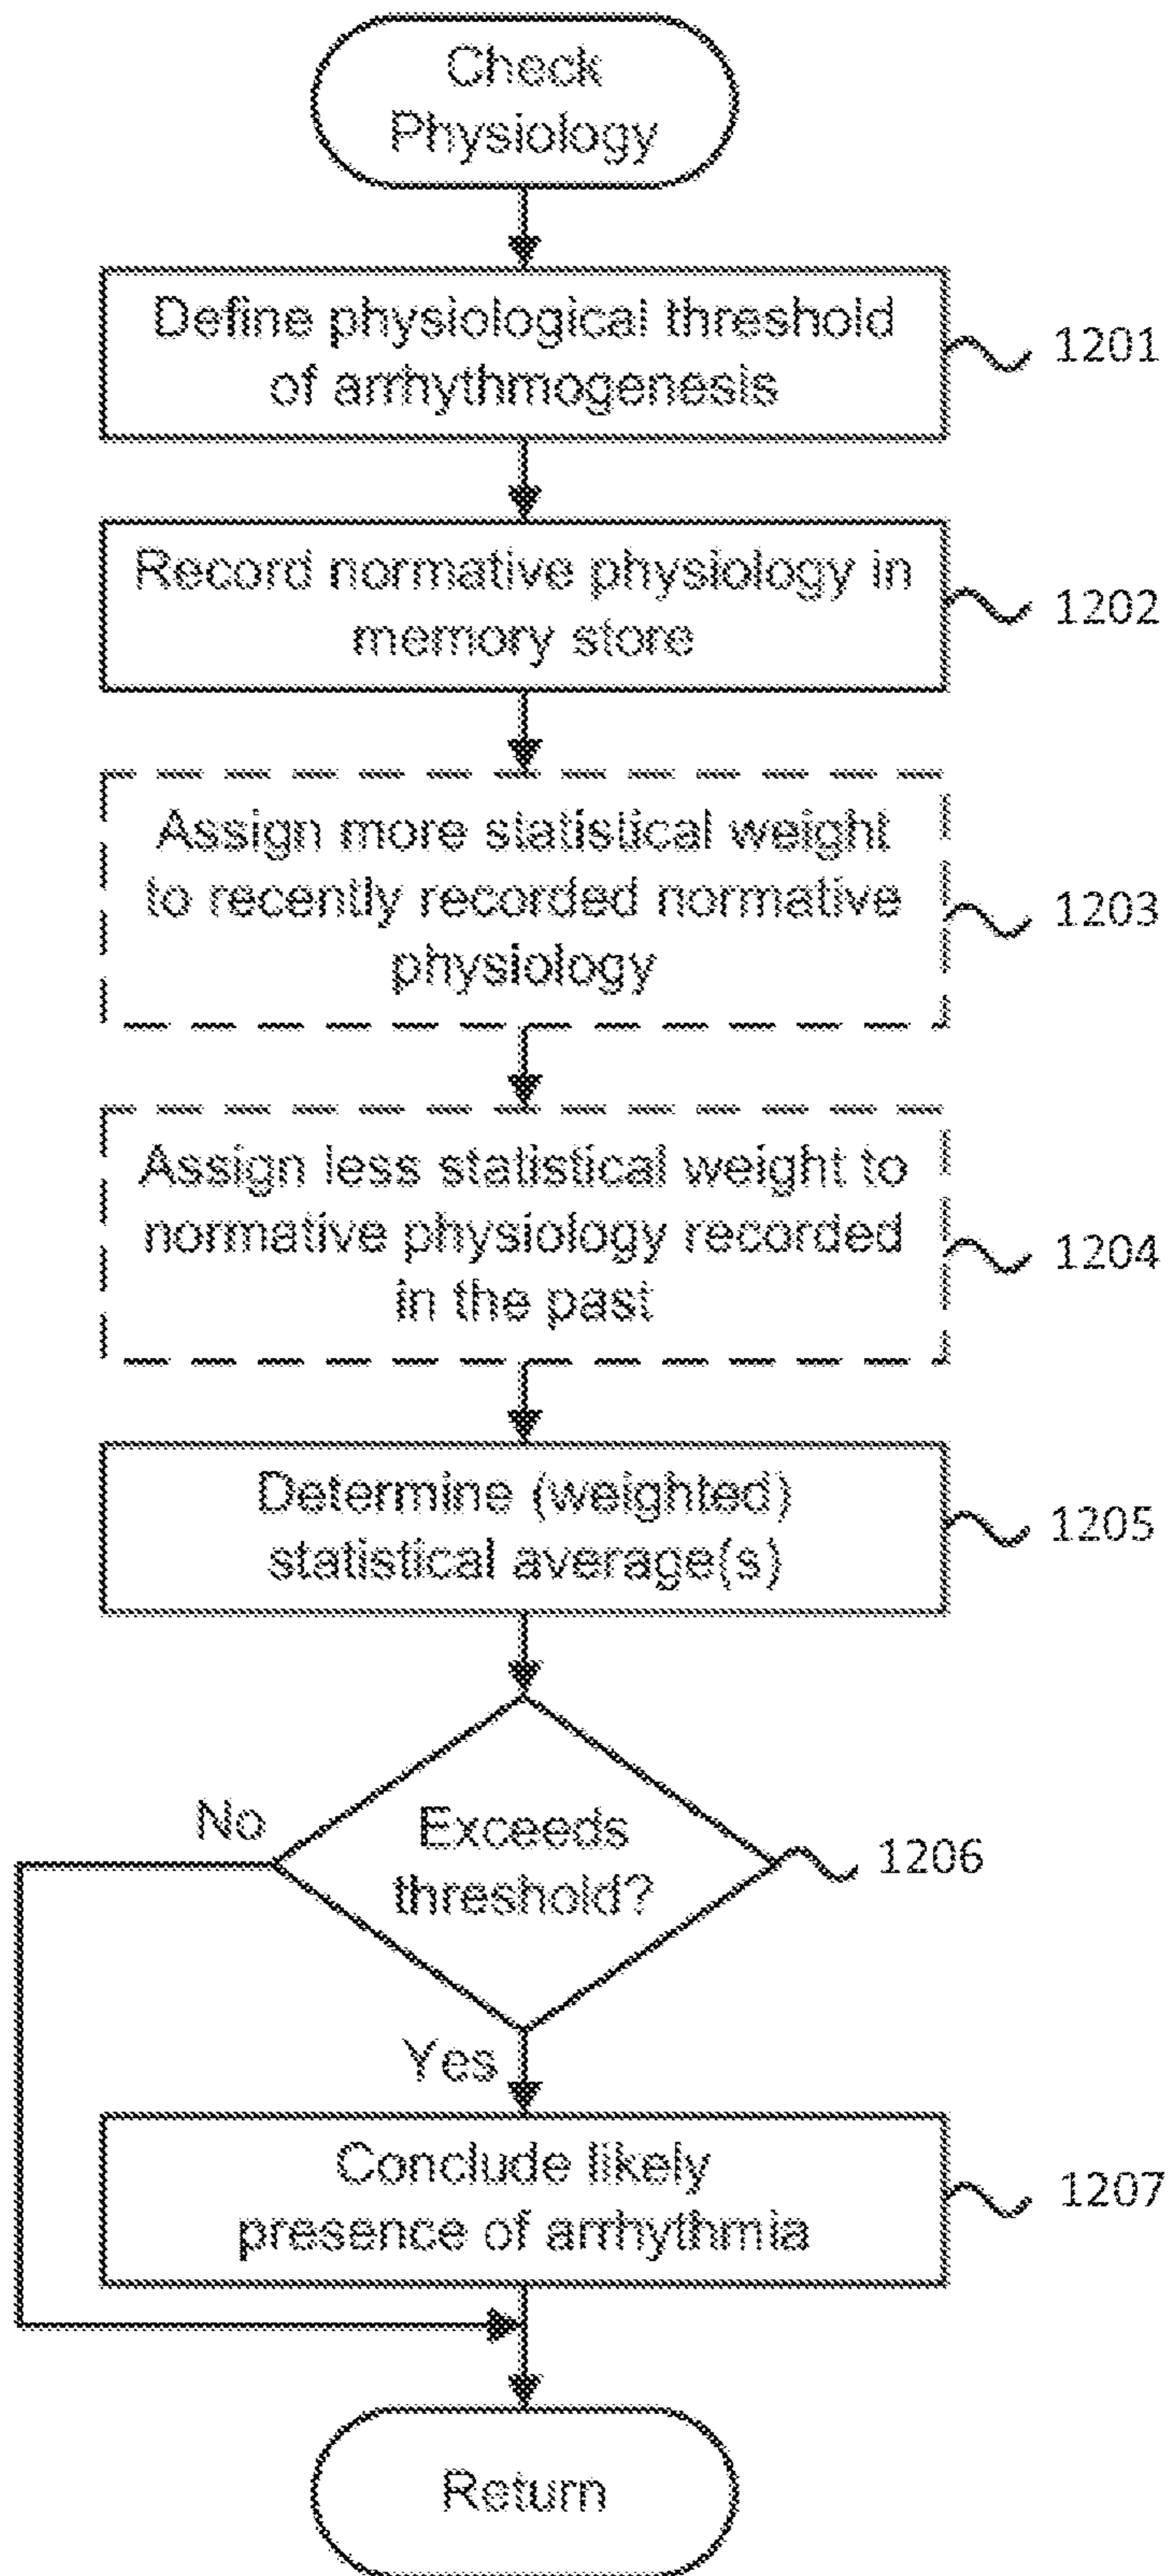 Check
Physiology
Define physiological threshold
of arrhythmogenesis
1201
Record normative physiology in
memory store
1202
Assign more statistical weight
to recently recorded normative
physiology
1203
Assign less statistical weight to
normative physiology recorded
in the past
1204
Determine (weighted)
statistical average(s)
1205
No
Exceeds
threshold?
1206
Yes
Conclude likely
presence of arrhythmia
1207
Return